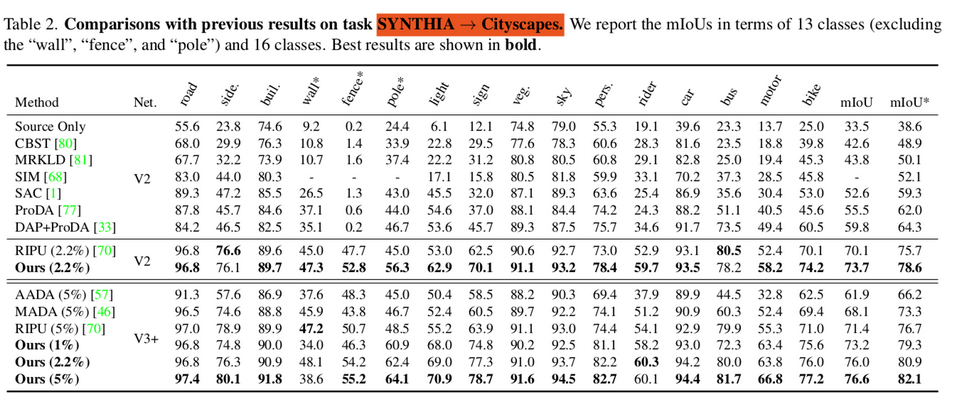 Table 2. Comparisons with previous results on task SYNTHIA → Cityscapes. We report the mIoUs in terms of 13 classes (excluding
the “wall”, “fence”, and “pole”) and 16 classes. Best results are shown in bold.
Method Net. road side. buil. wall* fence* pole* light sign veg. sky pers. rider car bus motor bike mIoU mIoU*
Source Only 55.6 23.8 74.6 9.2 0.2 24.4 6.1 12.1 74.8 79.0 55.3 19.1 39.6 23.3 13.7 25.0 33.5 38.6
CBST [80] 68.0 29.9 76.3 10.8 1.4 33.9 22.8 29.5 77.6 78.3 60.6 28.3 81.6 23.5 18.8 39.8 42.6 48.9
MRKLD [81] 67.7 32.2 73.9 10.7 1.6 37.4 22.2 31.2 80.8 80.5 60.8 29.1 82.8 25.0 19.4 45.3 43.8 50.1
SIM [68] V2 83.0 44.0 80.3 - - - 17.1 15.8 80.5 81.8 59.9 33.1 70.2 37.3 28.5 45.8 - 52.1
SAC [1] 89.3 47.2 85.5 26.5 1.3 43.0 45.5 32.0 87.1 89.3 63.6 25.4 86.9 35.6 30.4 53.0 52.6 59.3
ProDA [77] 87.8 45.7 84.6 37.1 0.6 44.0 54.6 37.0 88.1 84.4 74.2 24.3 88.2 51.1 40.5 45.6 55.5 62.0
DAP+ProDA [33] 84.2 46.5 82.5 35.1 0.2 46.7 53.6 45.7 89.3 87.5 75.7 34.6 91.7 73.5 49.4 60.5 59.8 64.3
RIPU (2.2%) [70] V2 96.8 76.6 89.6 45.0 47.7 45.0 53.0 62.5 90.6 92.7 73.0 52.9 93.1 80.5 52.4 70.1 70.1 75.7
Ours (2.2%) 96.8 76.1 89.7 47.3 52.8 56.3 62.9 70.1 91.1 93.2 78.4 59.7 93.5 78.2 58.2 74.2 73.7 78.6
AADA (5%) [57] 91.3 57.6 86.9 37.6 48.3 45.0 50.4 58.5 88.2 90.3 69.4 37.9 89.9 44.5 32.8 62.5 61.9 66.2
MADA (5%) [46] 96.5 74.6 88.8 45.9 43.8 46.7 52.4 60.5 89.7 92.2 74.1 51.2 90.9 60.3 52.4 69.4 68.1 73.3
RIPU (5%) [70] V3+ 97.0 78.9 89.9 47.2 50.7 48.5 55.2 63.9 91.1 93.0 74.4 54.1 92.9 79.9 55.3 71.0 71.4 76.7
Ours (1%) 96.8 74.8 90.0 34.0 46.3 60.9 68.0 74.8 90.2 92.5 81.1 58.2 93.0 72.3 63.4 75.6 73.2 79.3
Ours (2.2%) 96.8 76.3 90.9 48.1 54.2 62.4 69.0 77.3 91.0 93.7 82.2 60.3 94.2 80.0 63.8 76.0 76.0 80.9
Ours (5%) 97.4 80.1 91.8 38.6 55.2 64.1 70.9 78.7 91.6 94.5 82.7 60.1 94.4 81.7 66.8 77.2 76.6 82.1